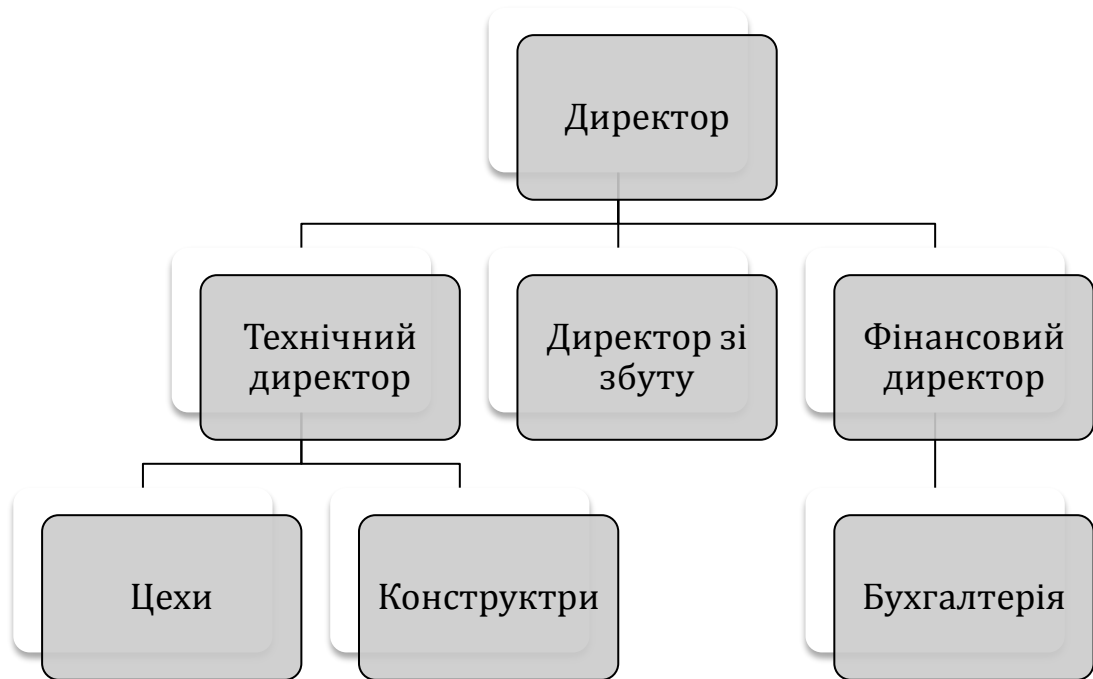 Директор
Технічний
директор
Директор зі
збуту
Фінансовий
директор
Цехи
Конструктри
Бухгалтерія